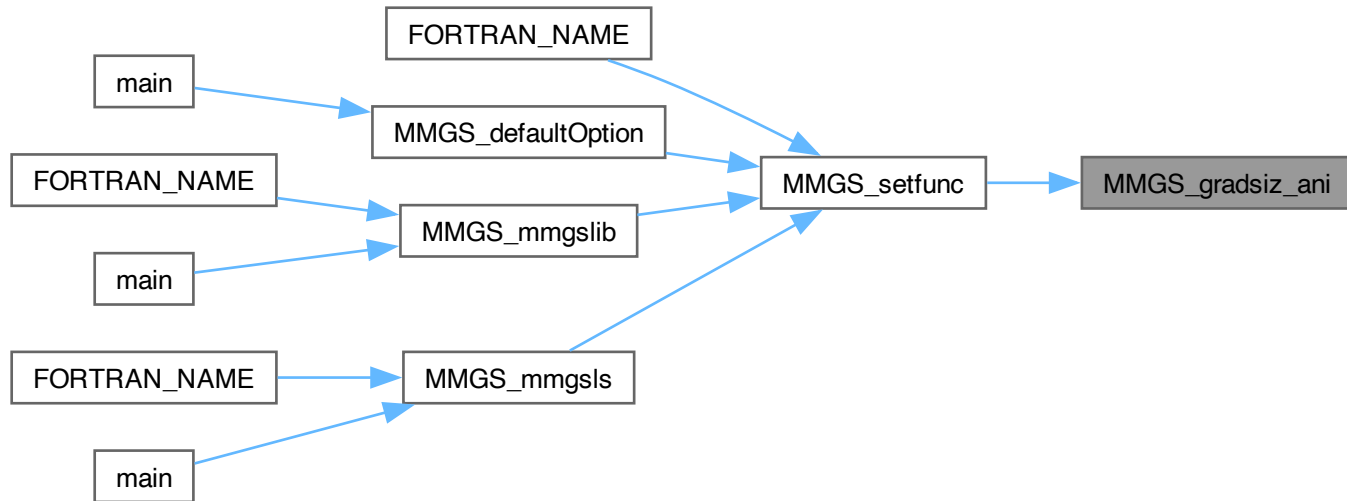 FORTRAN_NAME
main
MMGS_defaultOption
FORTRAN_NAME
MMGS_setfunc
MMGS_gradsiz_ani
MMGS_mmgslib
main
FORTRAN_NAME
MMGS_mmgsls
main